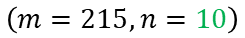 (m = 215, n = 10)